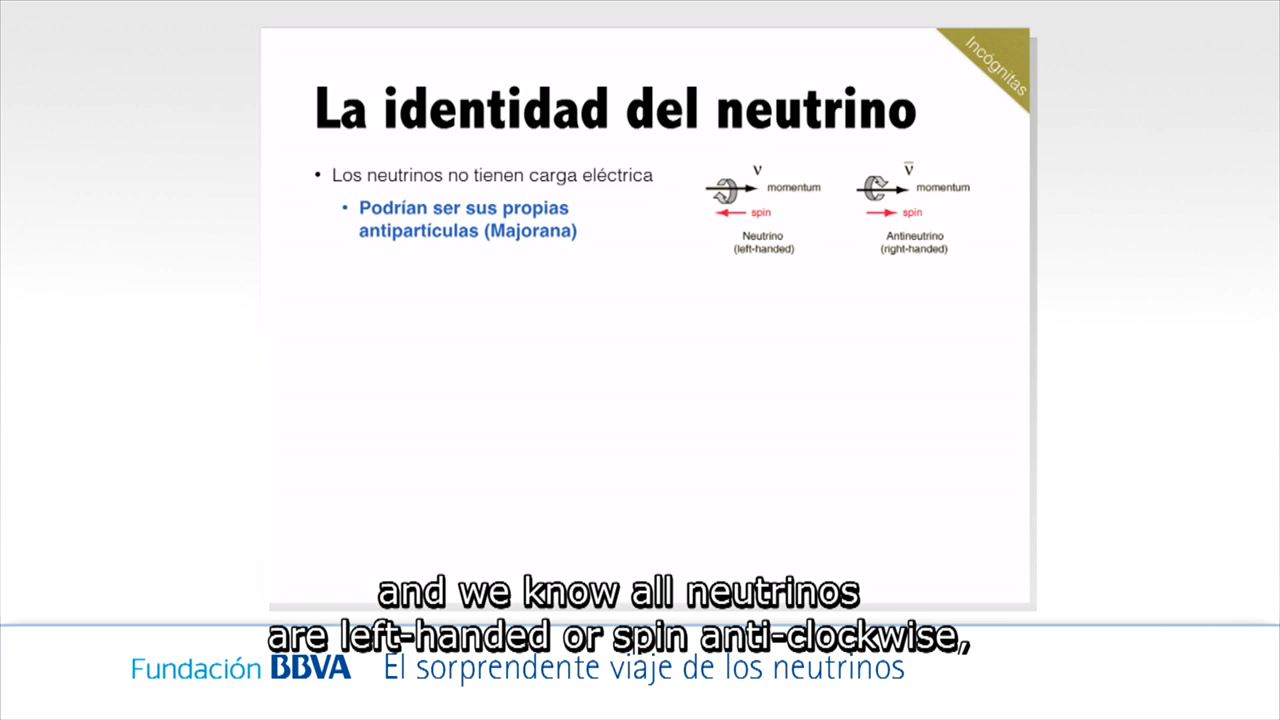 Incógnitas
La identidad del neutrino
• Los neutrinos no tienen carga eléctrica
• Podrían ser sus propias
antipartículas (Majorana)
ν
momentum
spin
Neutrino
(left-handed)
ν̅
momentum
spin
Antineutrino
(right-handed)
and we know all neutrinos
are left-handed or spin anti-clockwise,
Fundación BBVA El sorprendente viaje de los neutrinos